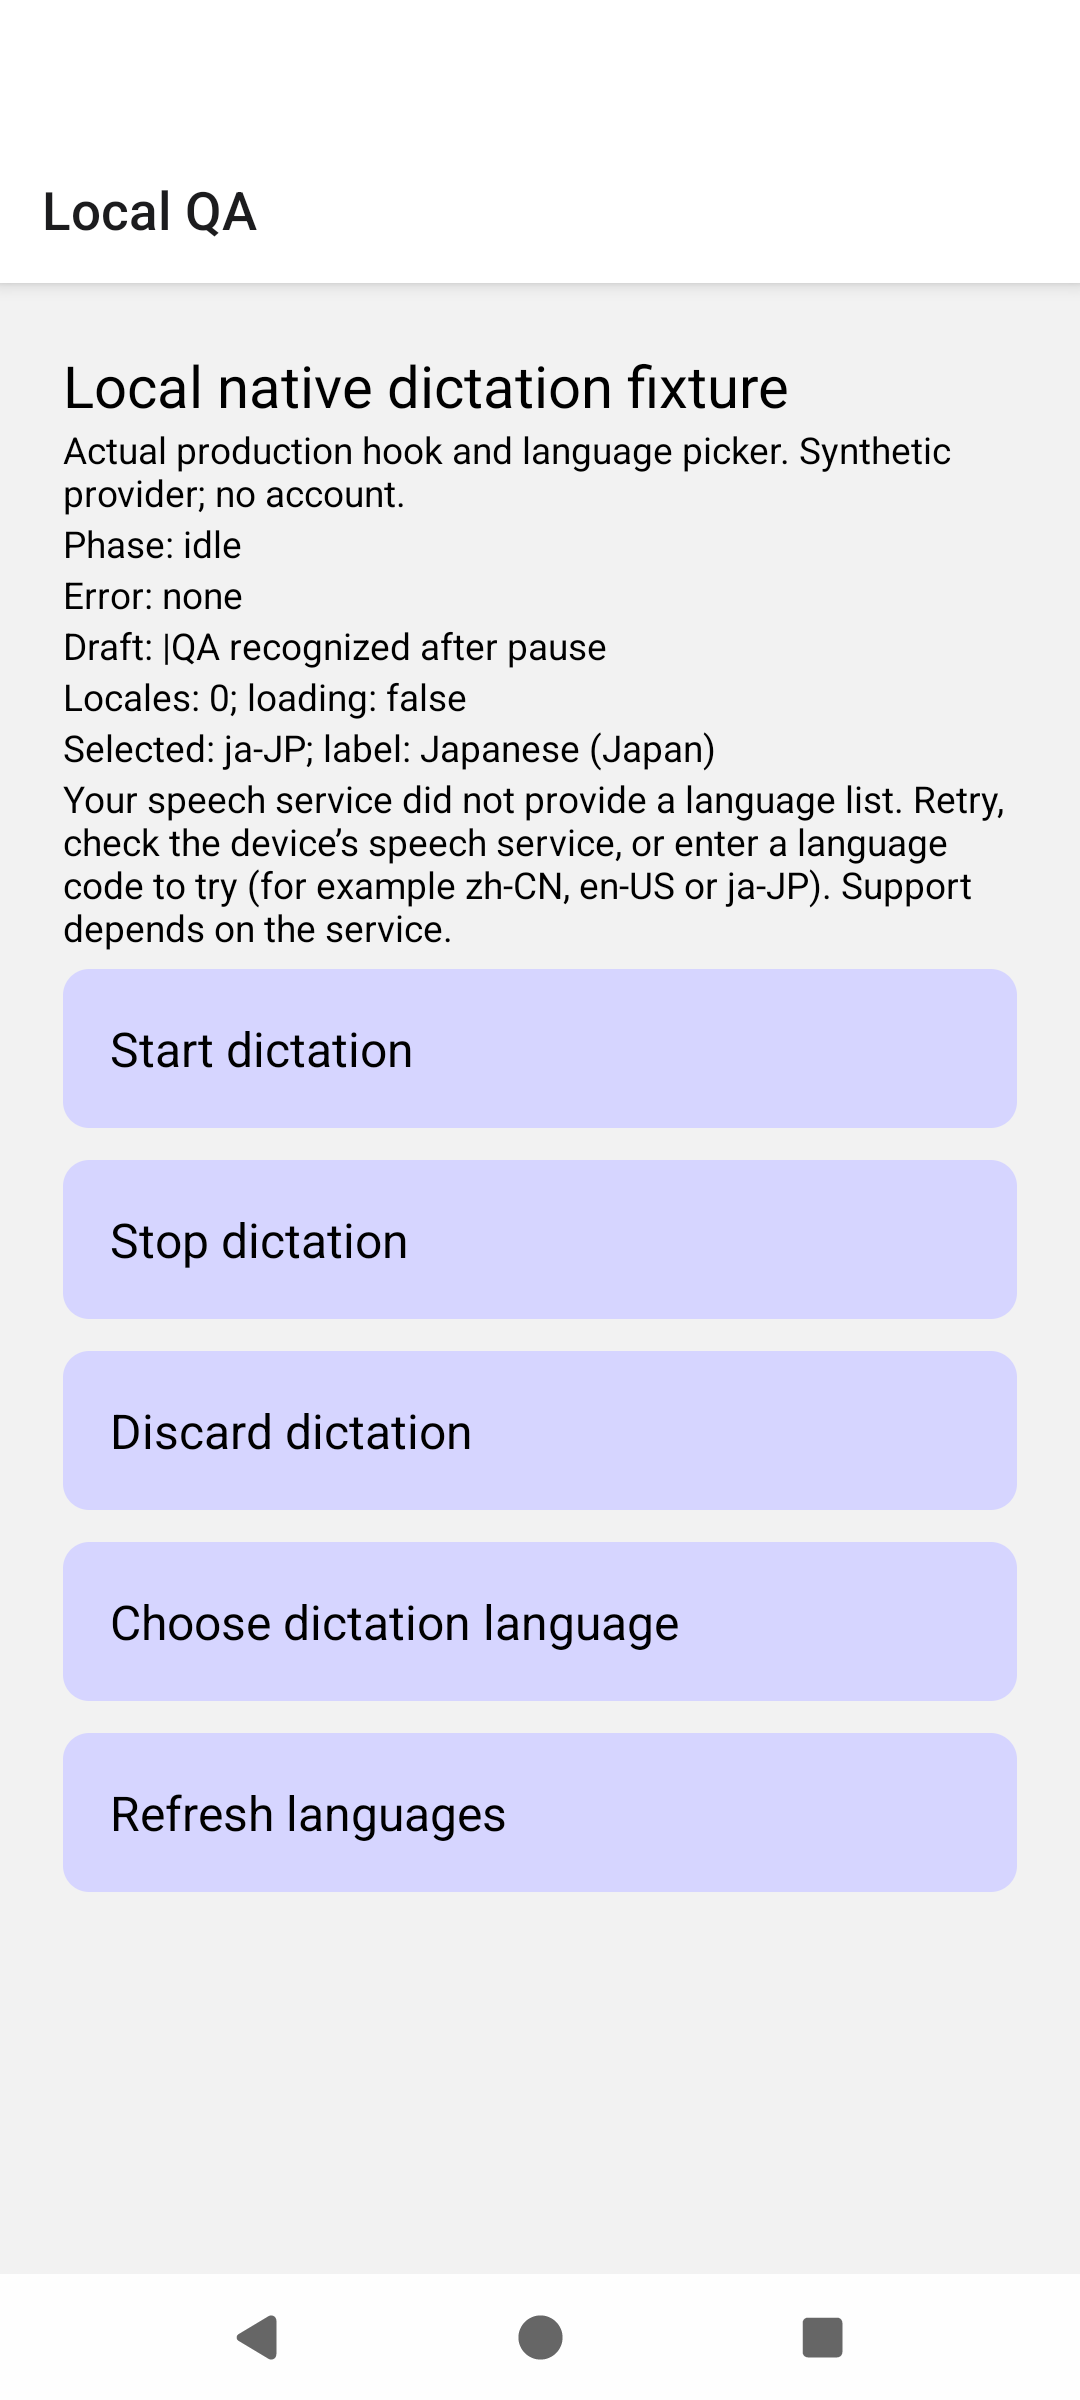 Local QA
Local native dictation fixture
Actual production hook and language picker. Synthetic
provider; no account.
Phase: idle
Error: none
Draft: |QA recognized after pause
Locales: 0; loading: false
Selected: ja-JP; label: Japanese (Japan)
Your speech service did not provide a language list. Retry,
check the device’s speech service, or enter a language
code to try (for example zh-CN, en-US or ja-JP). Support
depends on the service.
Start dictation
Stop dictation
Discard dictation
Choose dictation language
Refresh languages